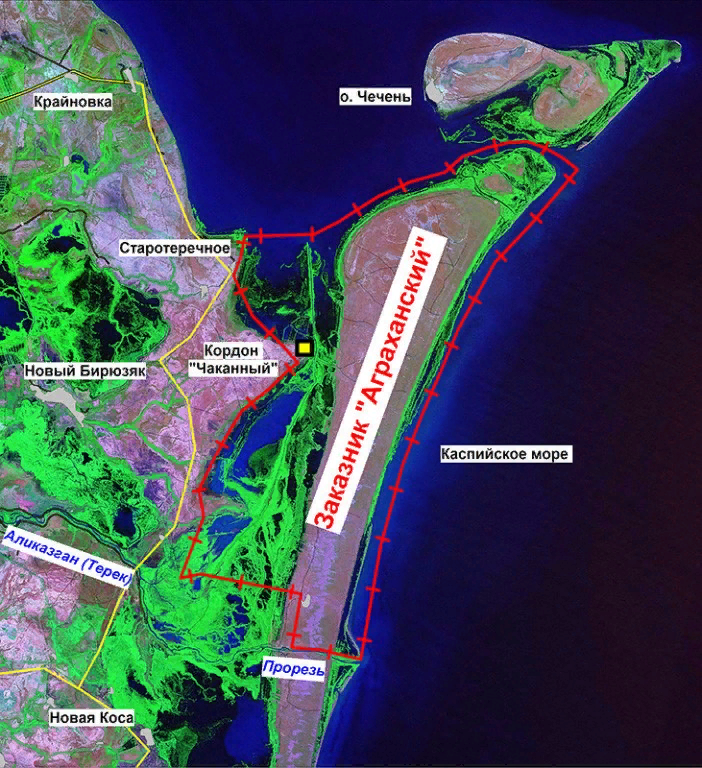 Крайновка
о. Чечень
Старотеречное
Кордон
"Чаканный"
Новый Бирюзяк
Заказник "Аграханский"
Каспийское море
Аликазган (Терек)
Прорезь
Новая Коса